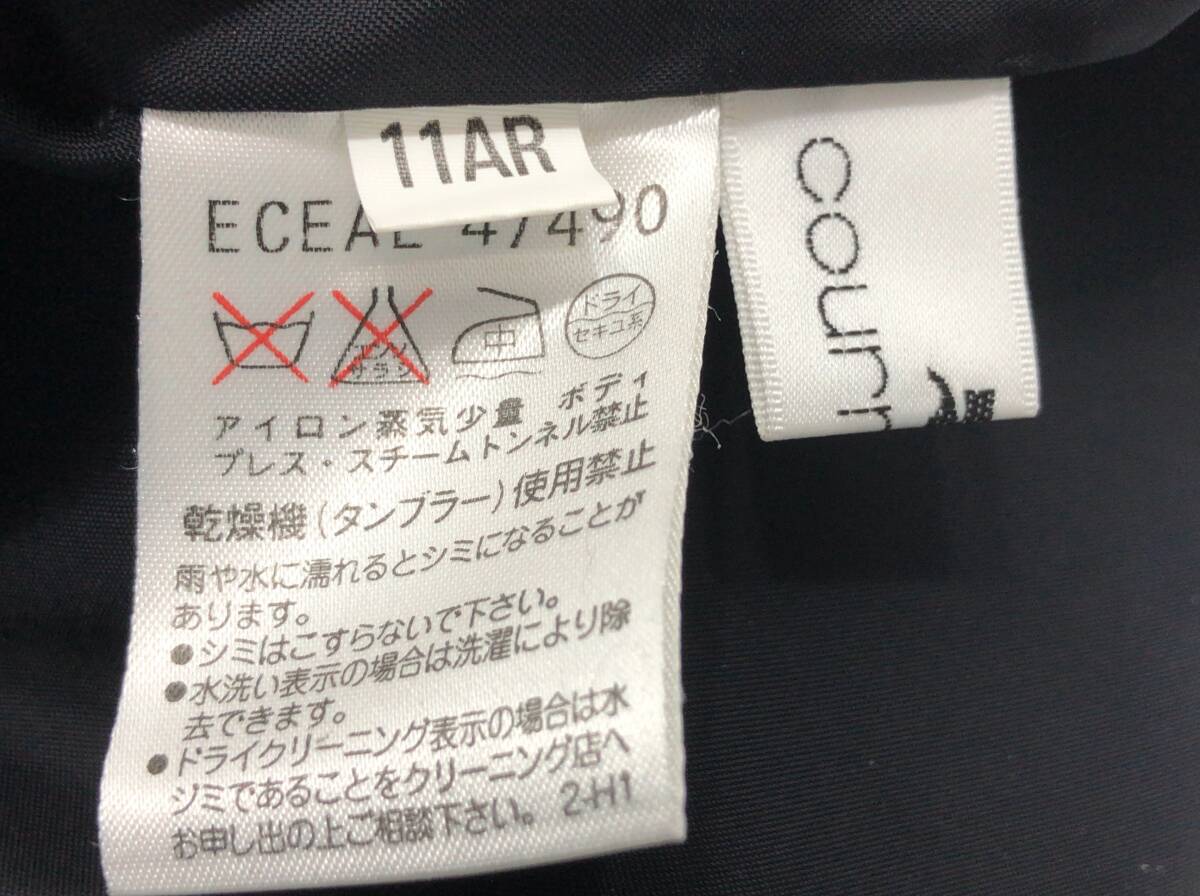 11AR
ECEAL 47490
エンソ
サラシ
中
ドライ
セキユ系
アイロン蒸気少量 ボディ
プレス・スチームトンネル禁止
乾燥機(タンブラー)使用禁止
雨や水に濡れるとシミになることが
あります。
●シミはこすらないで下さい。
●水洗い表示の場合は洗濯により除
去できます。
●ドライクリーニング表示の場合は水
ジミであることをクリーニング店へ
お申し出の上ご相談下さい。 2-H1
courr